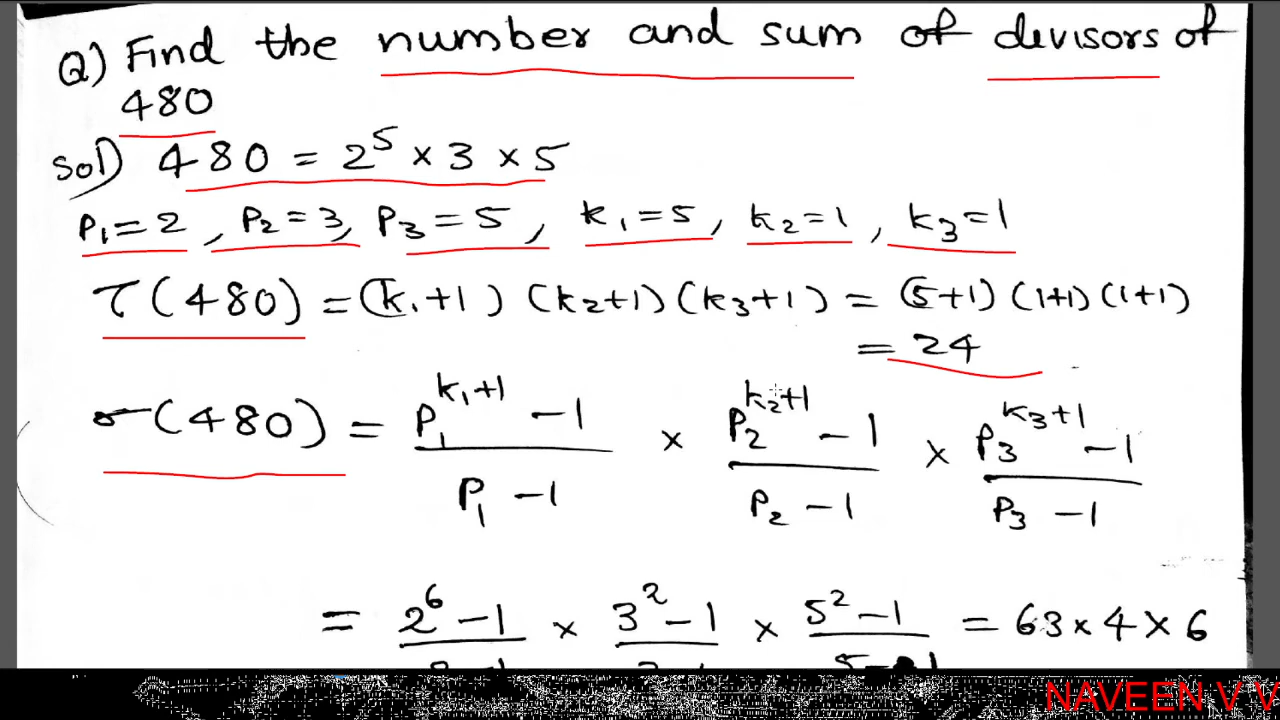 Q) Find the number and sum of devisors of
480
Sol) 480 = 2^5 × 3 × 5
P₁=2, P₂=3, P₃=5, k₁=5, k₂=1, k₃=1
τ(480) = (k₁+1) (k₂+1) (k₃+1) = (5+1) (1+1) (1+1)
= 24
σ(480) = P₁^(k₁+1) − 1 / P₁ − 1 × P₂^(k₂+1) − 1 / P₂ − 1 × P₃^(k₃+1) − 1 / P₃ − 1
= 2^6 − 1 × 3^2 − 1 × 5^2 − 1 = 63 × 4 × 6
NAVEEN V V